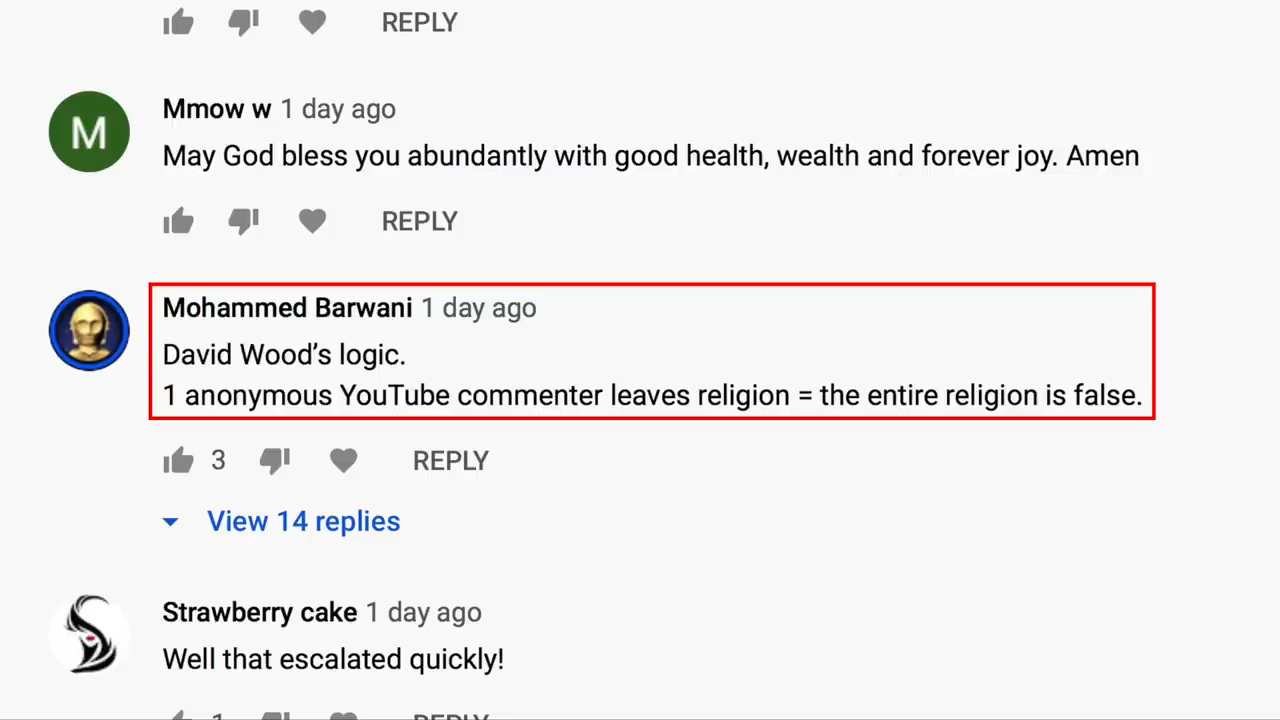 REPLY
Mmow w 1 day ago
M
May God bless you abundantly with good health, wealth and forever joy. Amen
REPLY
Mohammed Barwani 1 day ago
David Wood’s logic.
1 anonymous YouTube commenter leaves religion = the entire religion is false.
3 REPLY
View 14 replies
Strawberry cake 1 day ago
Well that escalated quickly!
1 REPLY